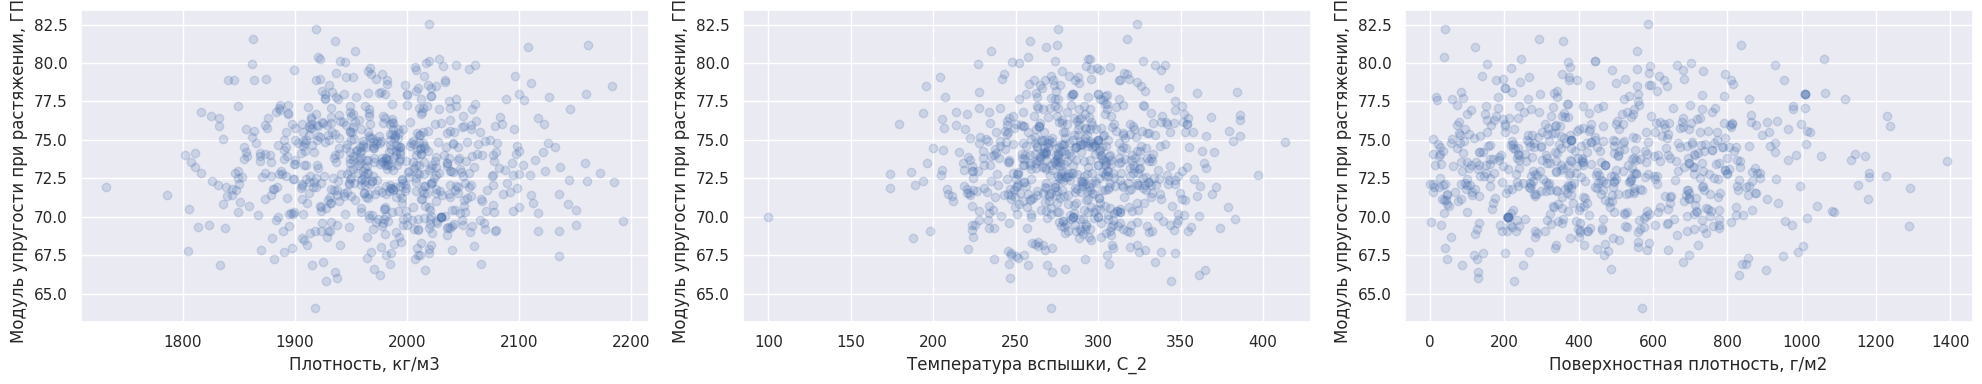 Модуль упругости при растяжении, ГП
82.5
80.0
77.5
75.0
72.5
70.0
67.5
65.0
1800 1900 2000 2100 2200
Плотность, кг/м3
Модуль упругости при растяжении, ГП
82.5
80.0
77.5
75.0
72.5
70.0
67.5
65.0
100 150 200 250 300 350 400
Температура вспышки, С_2
Модуль упругости при растяжении, ГП
82.5
80.0
77.5
75.0
72.5
70.0
67.5
65.0
0 200 400 600 800 1000 1200 1400
Поверхностная плотность, г/м2